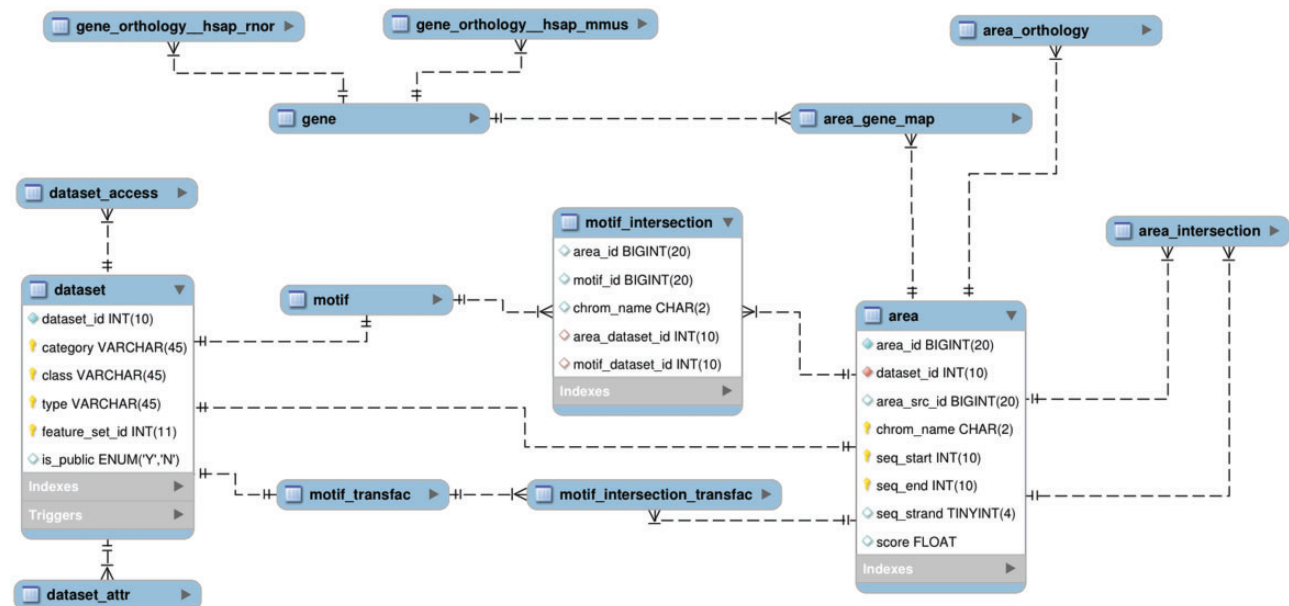 gene_orthology__hsap_rnor
gene_orthology__hsap_mmus
area_orthology
gene
area_gene_map
dataset_access
motif_intersection
area_id BIGINT(20)
motif_id BIGINT(20)
chrom_name CHAR(2)
area_dataset_id INT(10)
motif_dataset_id INT(10)
Indexes
area_intersection
dataset
dataset_id INT(10)
category VARCHAR(45)
class VARCHAR(45)
type VARCHAR(45)
feature_set_id INT(11)
is_public ENUM('Y','N')
Indexes
Triggers
motif
area
area_id BIGINT(20)
dataset_id INT(10)
area_src_id BIGINT(20)
chrom_name CHAR(2)
seq_start INT(10)
seq_end INT(10)
seq_strand TINYINT(4)
score FLOAT
Indexes
motif_transfac
motif_intersection_transfac
dataset_attr